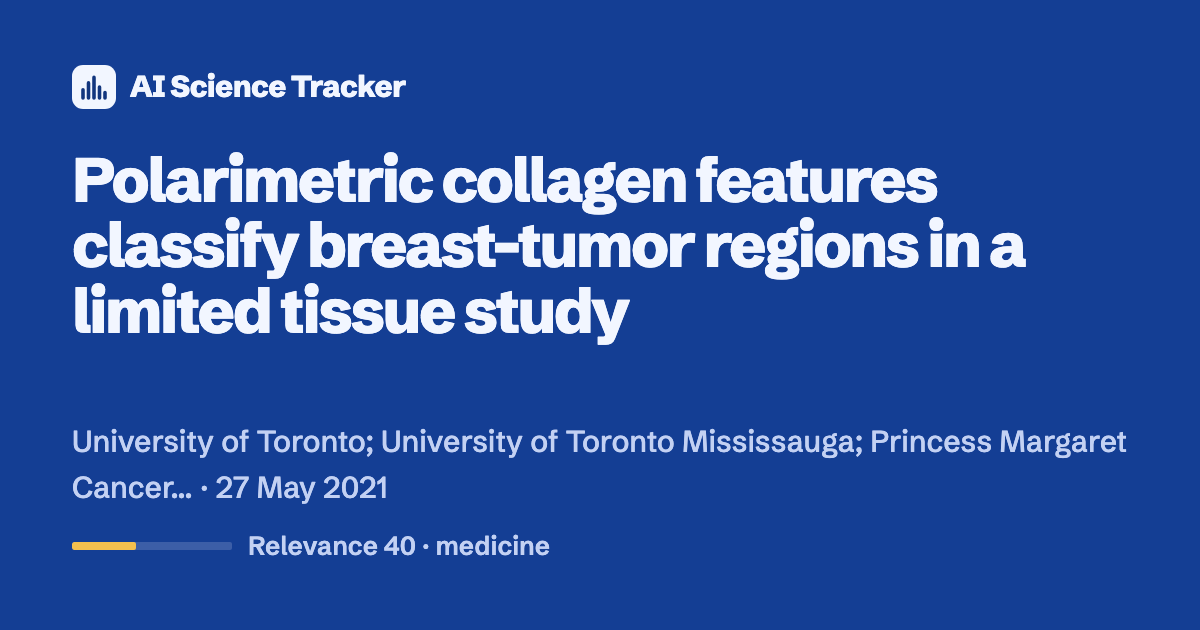 AI Science Tracker
Polarimetric collagen features
classify breast-tumor regions in a
limited tissue study
University of Toronto; University of Toronto Mississauga; Princess Margaret
Cancer... · 27 May 2021
Relevance 40 · medicine